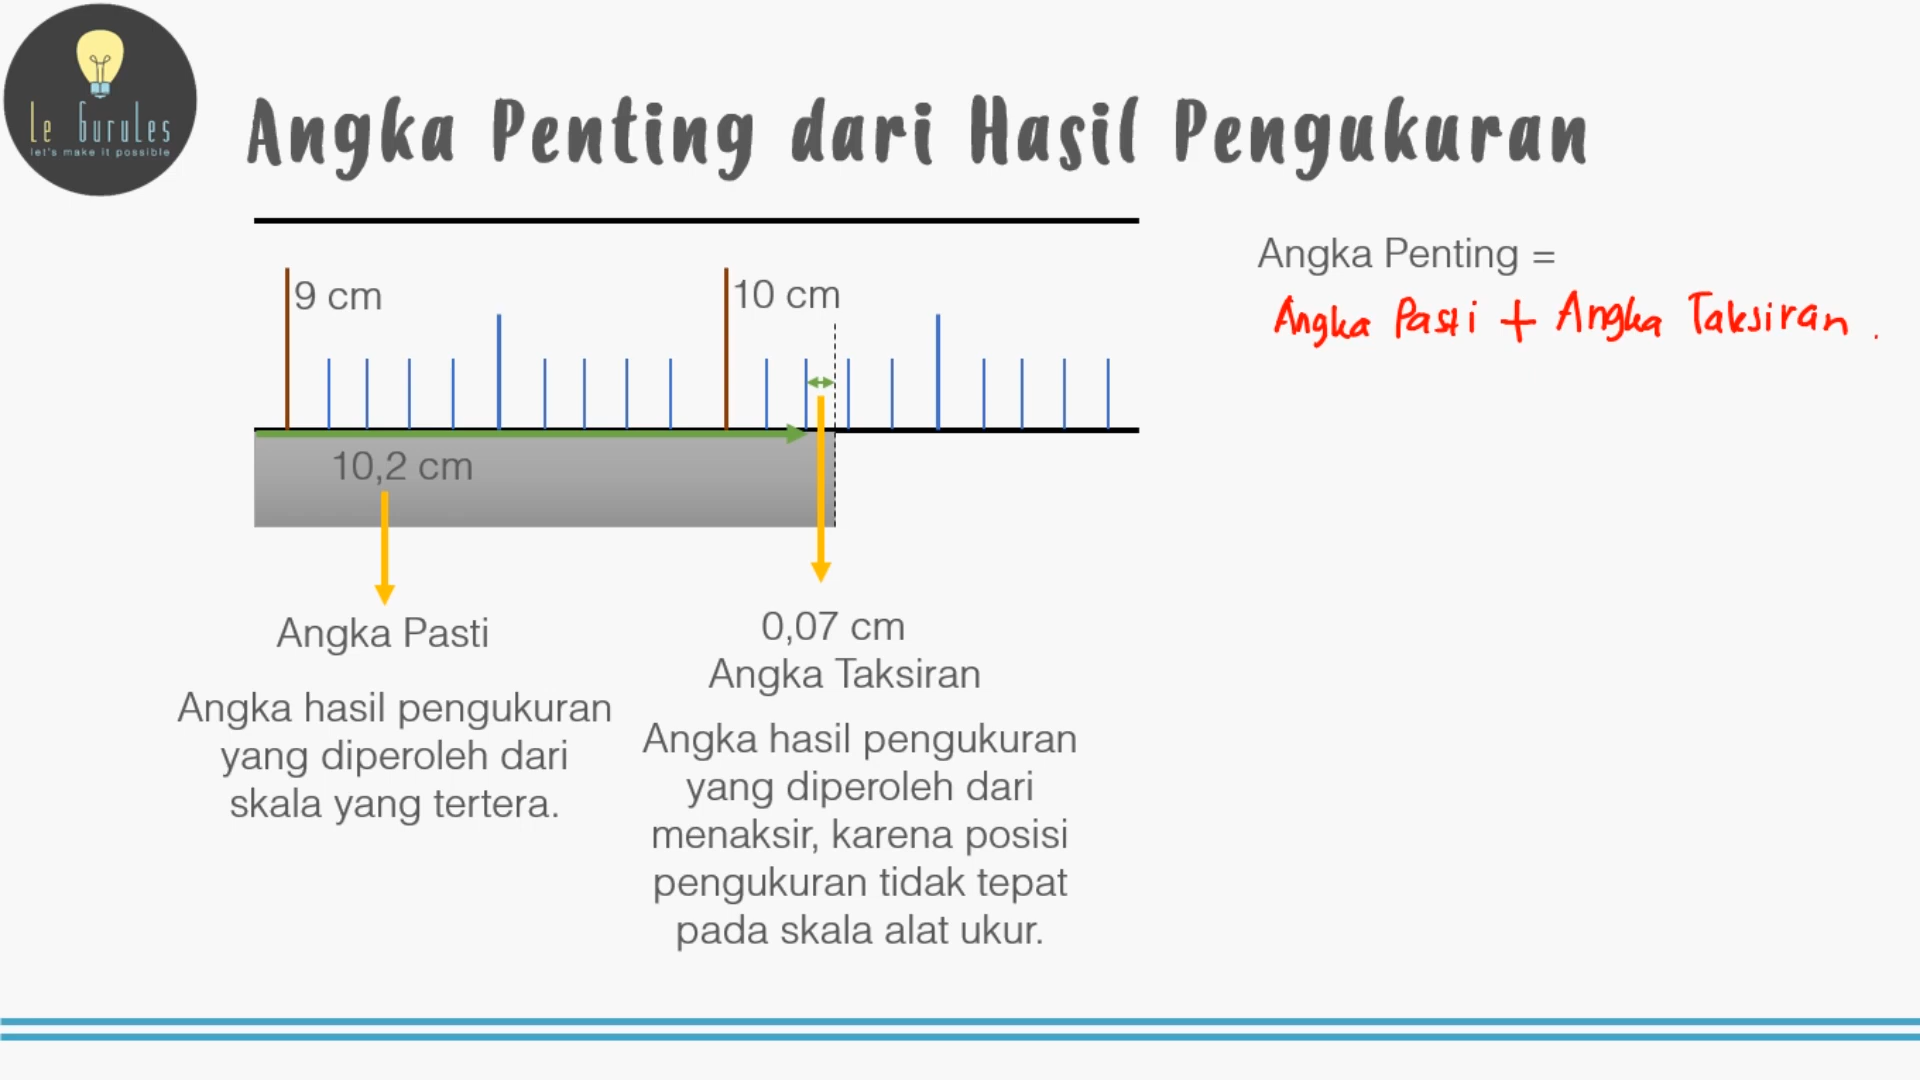 le gurules
let's make it possible
Angka Penting dari Hasil Pengukuran
9 cm
10 cm
10,2 cm
Angka Penting =
Angka Pasti + Angka Taksiran.
Angka Pasti
Angka hasil pengukuran
yang diperoleh dari
skala yang tertera.
0,07 cm
Angka Taksiran
Angka hasil pengukuran
yang diperoleh dari
menaksir, karena posisi
pengukuran tidak tepat
pada skala alat ukur.